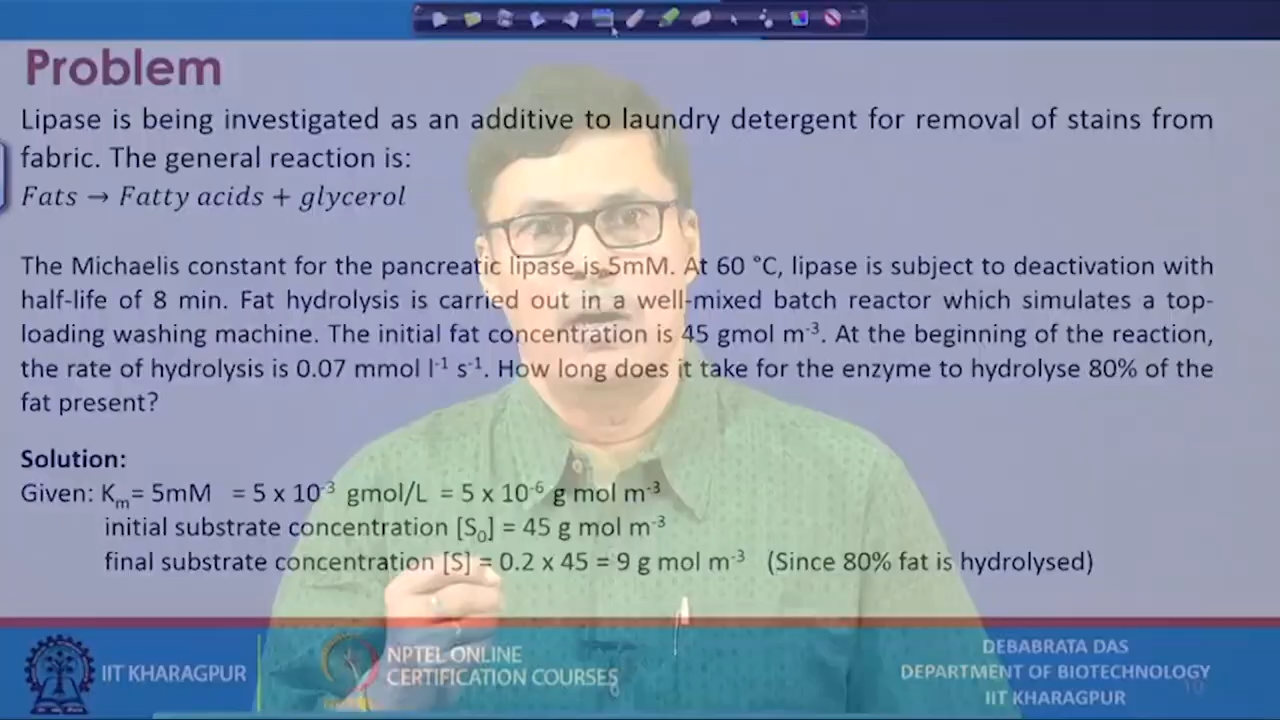 Problem
Lipase is being investigated as an additive to laundry detergent for removal of stains from
fabric. The general reaction is:
Fats → Fatty acids + glycerol
The Michaelis constant for the pancreatic lipase is 5mM. At 60 °C, lipase is subject to deactivation with
half-life of 8 min. Fat hydrolysis is carried out in a well-mixed batch reactor which simulates a top-
loading washing machine. The initial fat concentration is 45 gmol m⁻³. At the beginning of the reaction,
the rate of hydrolysis is 0.07 mmol l⁻¹ s⁻¹. How long does it take for the enzyme to hydrolyse 80% of the
fat present?
Solution:
Given: Kₘ= 5mM = 5 x 10⁻³ gmol/L = 5 x 10⁻⁶ g mol m⁻³
initial substrate concentration [S₀] = 45 g mol m⁻³
final substrate concentration [S] = 0.2 x 45 = 9 g mol m⁻³ (Since 80% fat is hydrolysed)
IIT KHARAGPUR
NPTEL ONLINE
CERTIFICATION COURSES
DEBABRATA DAS
DEPARTMENT OF BIOTECHNOLOGY
IIT KHARAGPUR
10